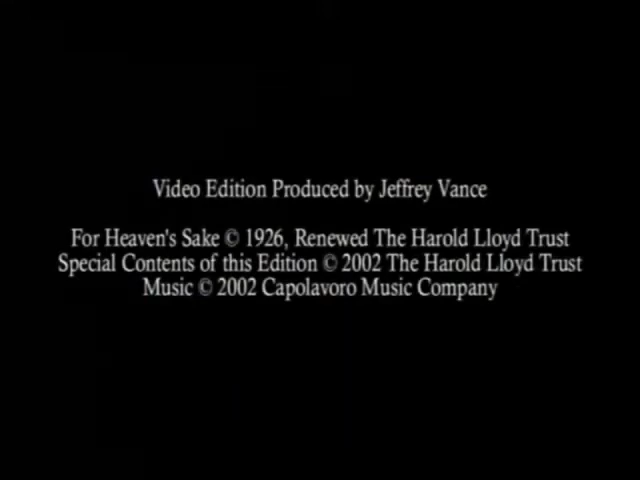 Video Edition Produced by Jeffrey Vance
For Heaven's Sake © 1926, Renewed The Harold Lloyd Trust
Special Contents of this Edition © 2002 The Harold Lloyd Trust
Music © 2002 Capolavoro Music Company